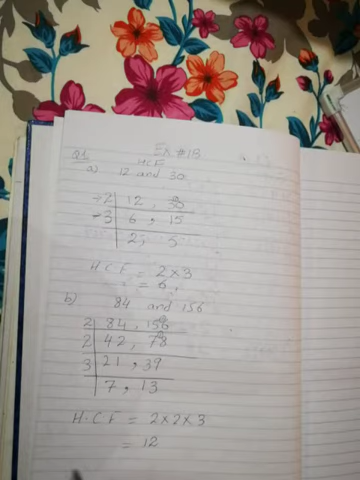 Ex #1B
Q1 HCF
a) 12 and 30
2 | 12, 30
3 | 6, 15
2, 5
H.C.F = 2×3
= 6
b) 84 and 156
2 | 84, 156
2 | 42, 78
3 | 21, 39
7, 13
H.C.F = 2×2×3
= 12